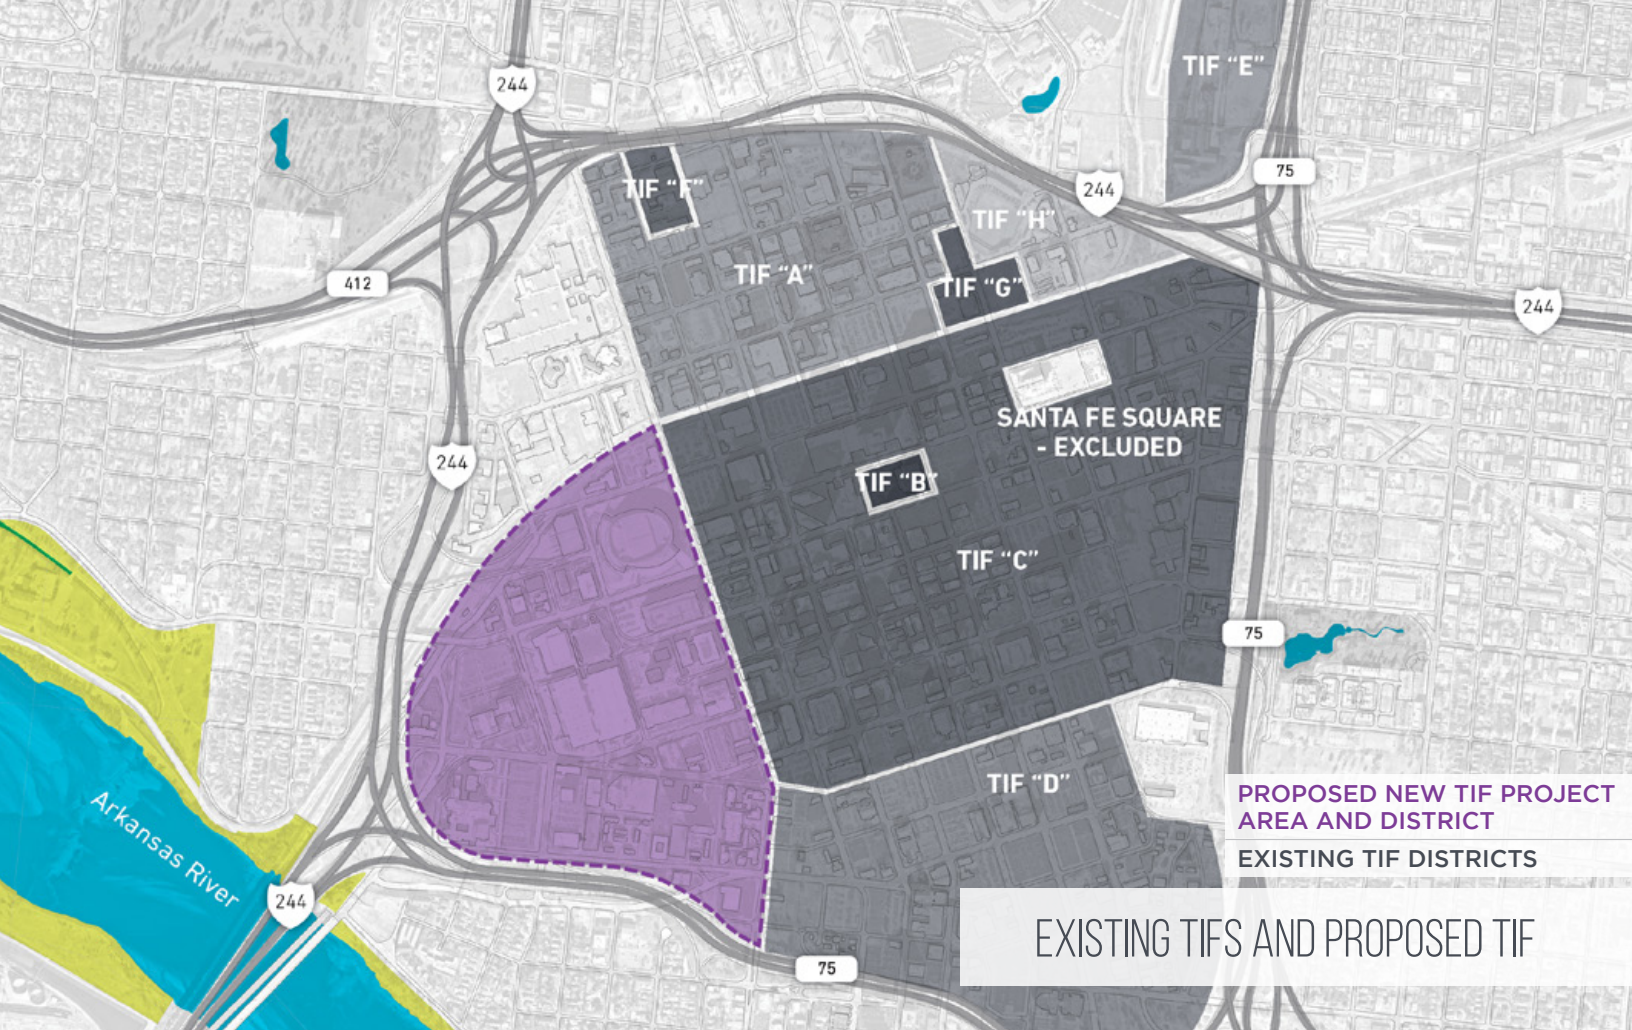 TIF “E”
244
75
TIF “F”
244
TIF “H”
TIF “A”
412
TIF “G”
244
SANTA FE SQUARE
- EXCLUDED
244
TIF “B”
TIF “C”
75
TIF “D”
PROPOSED NEW TIF PROJECT
AREA AND DISTRICT
Arkansas River
EXISTING TIF DISTRICTS
244
EXISTING TIFS AND PROPOSED TIF
75